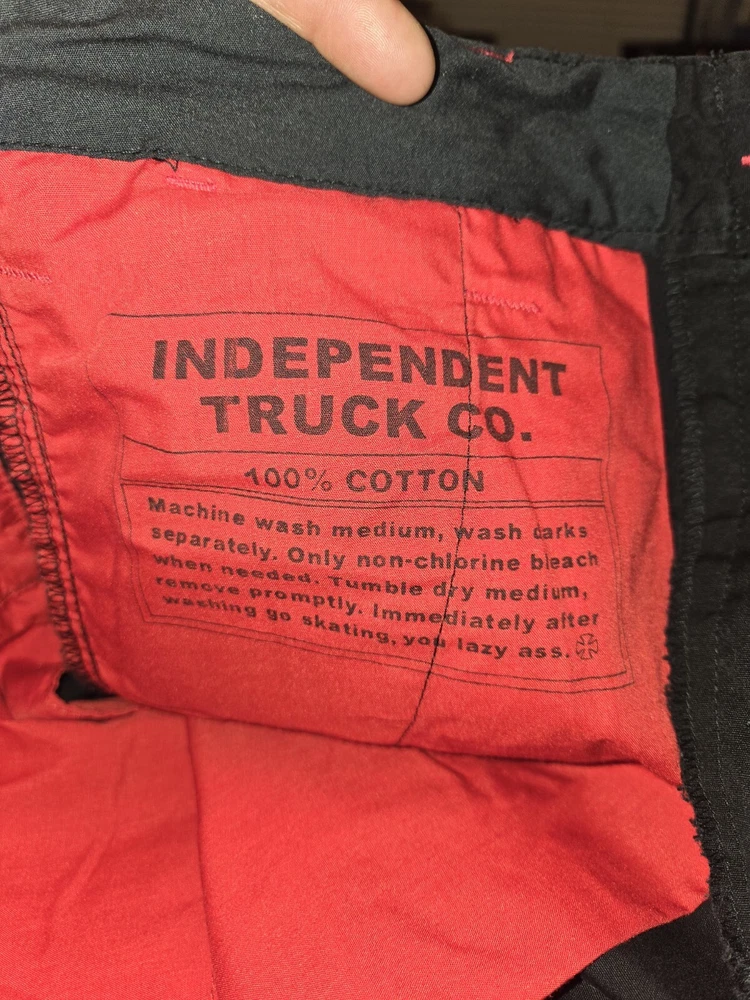 INDEPENDENT
TRUCK CO.
100% COTTON
Machine wash medium, wash darks
separately. Only non-chlorine bleach
when needed. Tumble dry medium,
remove promptly. Immediately after
washing go skating, you lazy ass.